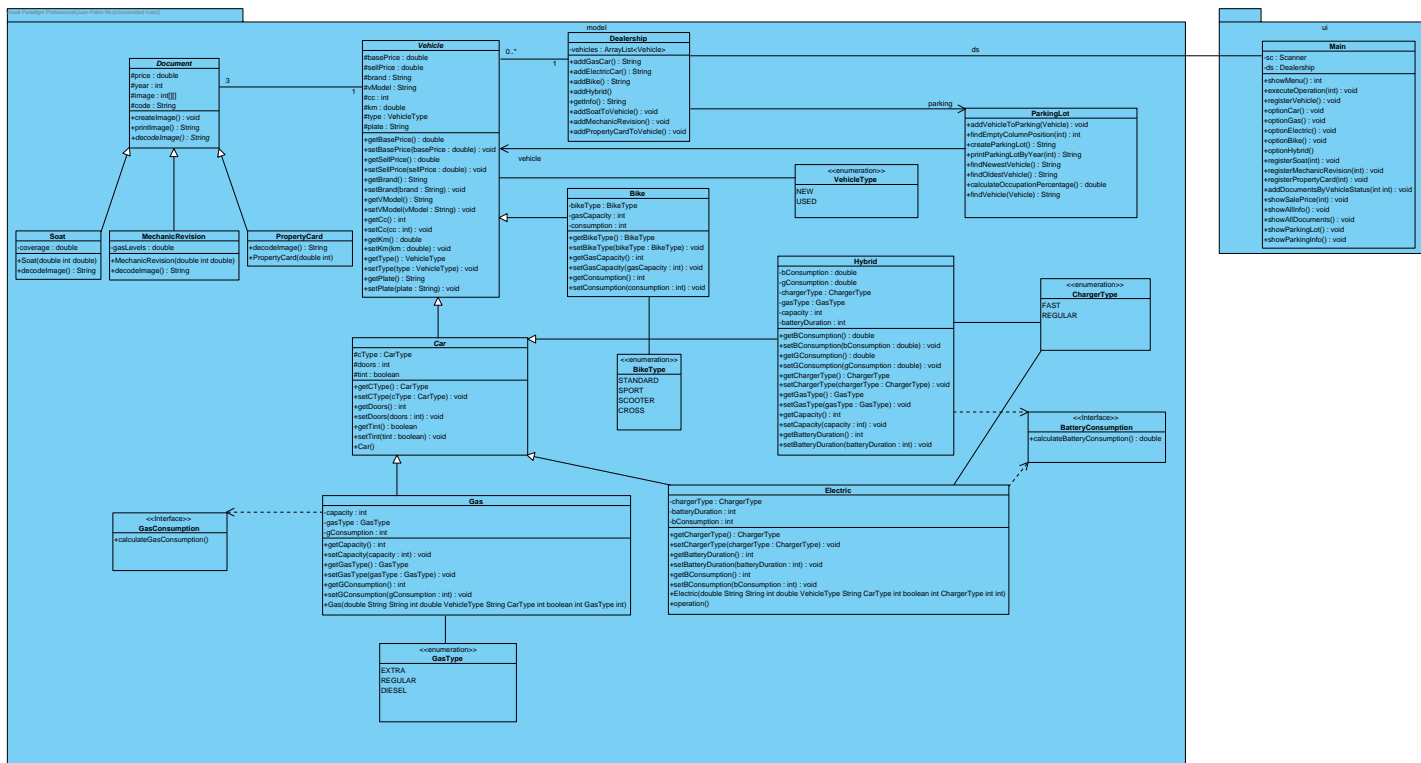 Visual Paradigm Professional(Juan Pablo Rico(Universidad Icesi))
model
Document
#price : double
#year : int
#image : int[][]
#code : String
+createImage() : void
+printImage() : String
+decodeImage() : String
3
1
Soat
-coverage : double
+Soat(double int double)
+decodeImage() : String
MechanicRevision
-gasLevels : double
+MechanicRevision(double int double)
+decodeImage() : String
PropertyCard
+decodeImage() : String
+PropertyCard(double int)
Vehicle
#basePrice : double
#sellPrice : double
#brand : String
#vModel : String
#cc : int
#km : double
#type : VehicleType
#plate : String
+getBasePrice() : double
+setBasePrice(basePrice : double) : void
+getSellPrice() : double
+setSellPrice(sellPrice : double) : void
+getBrand() : String
+setBrand(brand : String) : void
+getVModel() : String
+setVModel(vModel : String) : void
+getCc() : int
+setCc(cc : int) : void
+getKm() : double
+setKm(km : double) : void
+getType() : VehicleType
+setType(type : VehicleType) : void
+getPlate() : String
+setPlate(plate : String) : void
0..*
1
Dealership
-vehicles : ArrayList<Vehicle>
+addGasCar() : String
+addElectricCar() : String
+addBike() : String
+addHybrid()
+getInfo() : String
+addSoatToVehicle() : void
+addMechanicRevision() : void
+addPropertyCardToVehicle() : void
ds
parking
vehicle
ParkingLot
+addVehicleToParking(Vehicle) : void
+findEmptyColumnPosition(int) : int
+createParkingLot() : String
+printParkingLotByYear(int) : String
+findNewestVehicle() : String
+findOldestVehicle() : String
+calculateOccupationPercentage() : double
+findVehicle(Vehicle) : String
<<enumeration>>
VehicleType
NEW
USED
Bike
-bikeType : BikeType
-gasCapacity : int
-consumption : int
+getBikeType() : BikeType
+setBikeType(bikeType : BikeType) : void
+getGasCapacity() : int
+setGasCapacity(gasCapacity : int) : void
+getConsumption() : int
+setConsumption(consumption : int) : void
<<enumeration>>
BikeType
STANDARD
SPORT
SCOOTER
CROSS
Car
#cType : CarType
#doors : int
#tint : boolean
+getCType() : CarType
+setCType(cType : CarType) : void
+getDoors() : int
+setDoors(doors : int) : void
+getTint() : boolean
+setTint(tint : boolean) : void
+Car()
Hybrid
-bConsumption : double
-gConsumption : double
-chargerType : ChargerType
-gasType : GasType
-capacity : int
-batteryDuration : int
+getBConsumption() : double
+setBConsumption(bConsumption : double) : void
+getGConsumption() : double
+setGConsumption(gConsumption : double) : void
+getChargerType() : ChargerType
+setChargerType(chargerType : ChargerType) : void
+getGasType() : GasType
+setGasType(gasType : GasType) : void
+getCapacity() : int
+setCapacity(capacity : int) : void
+getBatteryDuration() : int
+setBatteryDuration(batteryDuration : int) : void
<<enumeration>>
ChargerType
FAST
REGULAR
<<Interface>>
BatteryConsumption
+calculateBatteryConsumption() : double
<<Interface>>
GasConsumption
+calculateGasConsumption()
Gas
-capacity : int
-gasType : GasType
-gConsumption : int
+getCapacity() : int
+setCapacity(capacity : int) : void
+getGasType() : GasType
+setGasType(gasType : GasType) : void
+getGConsumption() : int
+setGConsumption(gConsumption : int) : void
+Gas(double String String int double VehicleType String CarType int boolean int GasType int)
<<enumeration>>
GasType
EXTRA
REGULAR
DIESEL
Electric
-chargerType : ChargerType
-batteryDuration : int
-bConsumption : int
+getChargerType() : ChargerType
+setChargerType(chargerType : ChargerType) : void
+getBatteryDuration() : int
+setBatteryDuration(batteryDuration : int) : void
+getBConsumption() : int
+setBConsumption(bConsumption : int) : void
+Electric(double String String int double VehicleType String CarType int boolean int ChargerType int int)
+operation()
ui
Main
-sc : Scanner
-ds : Dealership
+showMenu() : int
+executeOperation(int) : void
+registerVehicle() : void
+optionCar() : void
+optionGas() : void
+optionElectric() : void
+optionBike() : void
+optionHybrid()
+registerSoat(int) : void
+registerMechanicRevision(int) : void
+registerPropertyCard(int) : void
+addDocumentsByVehicleStatus(int int) : void
+showSalePrice(int) : void
+showAllInfo() : void
+showAllDocuments() : void
+showParkingLot() : void
+showParkingInfo() : void